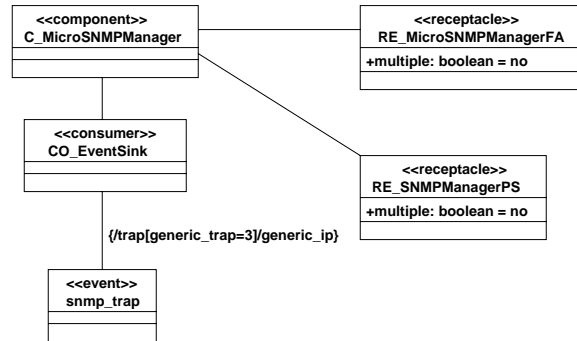 <<component>>
C_MicroSNMPManager
<<receptacle>>
RE_MicroSNMPManagerFA
+multiple: boolean = no
<<consumer>>
CO_EventSink
<<receptacle>>
RE_SNMPManagerPS
+multiple: boolean = no
{/trap[generic_trap=3]/generic_ip}
<<event>>
snmp_trap